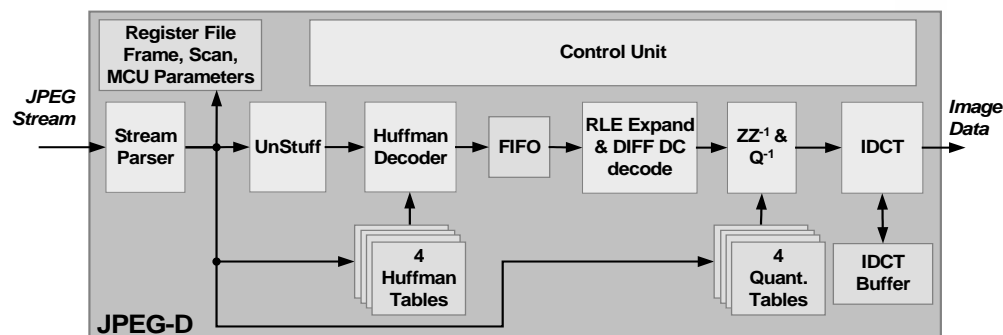 Register File
Frame, Scan,
MCU Parameters
Control Unit
JPEG
Stream
Stream
Parser
UnStuff
Huffman
Decoder
FIFO
RLE Expand
& DIFF DC
decode
ZZ⁻¹ &
Q⁻¹
IDCT
Image
Data
4
Huffman
Tables
4
Quant.
Tables
IDCT
Buffer
JPEG-D